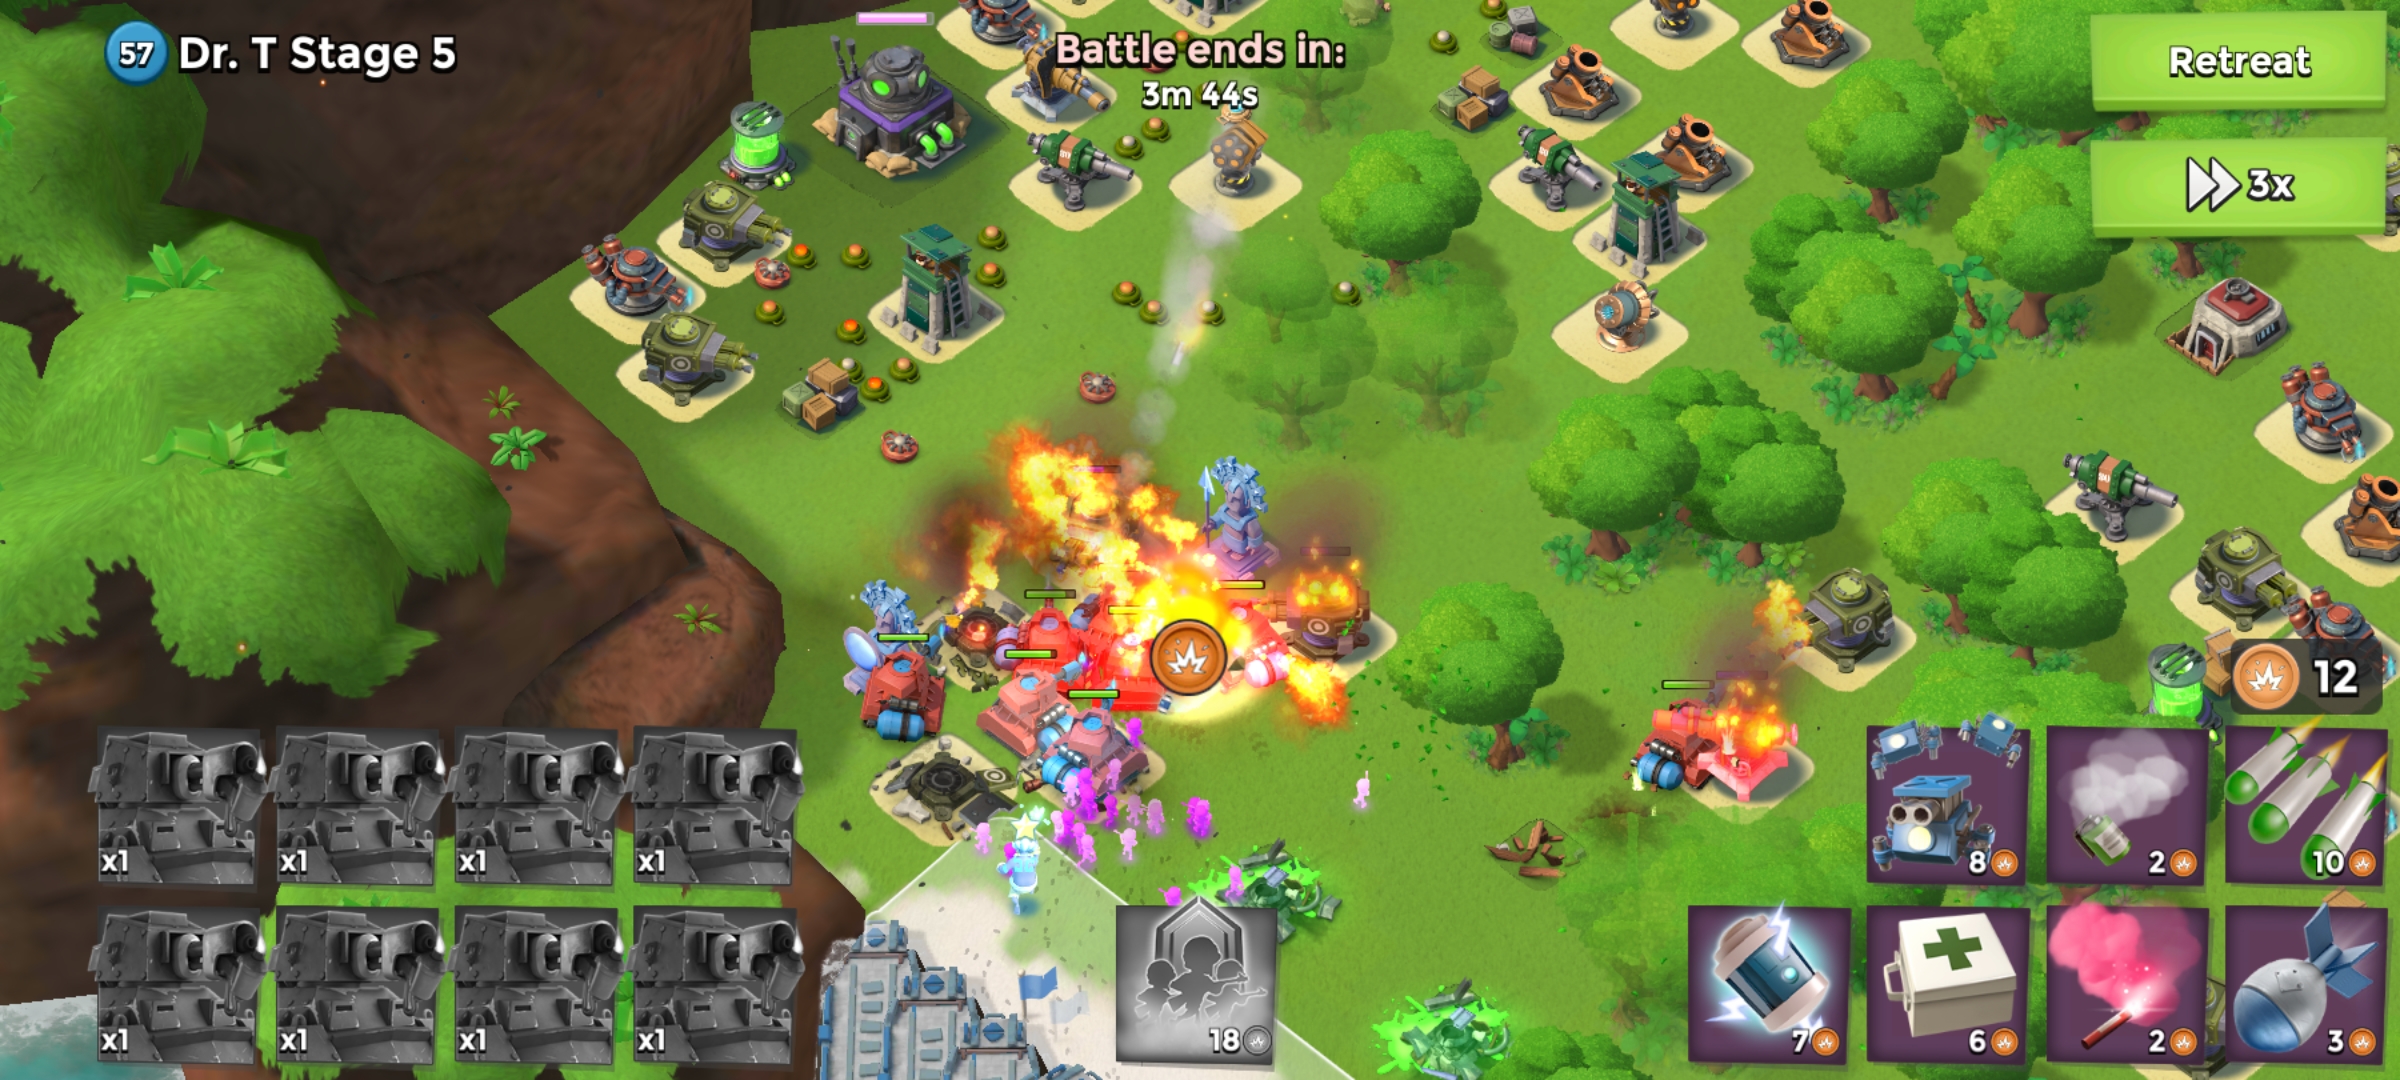 57 Dr. T Stage 5
Battle ends in:
3m 44s
Retreat
3x
12
x1
x1
x1
x1
8
2
10
x1
x1
x1
x1
18
7
6
2
3